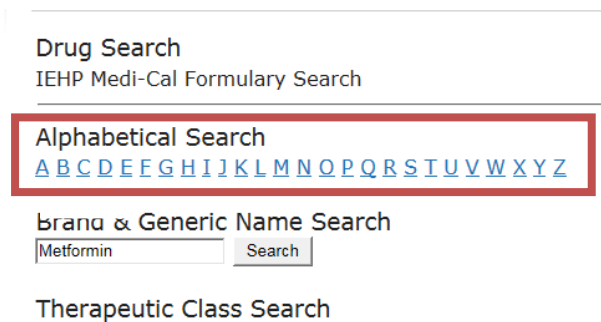 Drug Search
IEHP Medi-Cal Formulary Search
Alphabetical Search
A B C D E F G H I J K L M N O P Q R S T U V W X Y Z
Brand & Generic Name Search
Metformin Search
Therapeutic Class Search